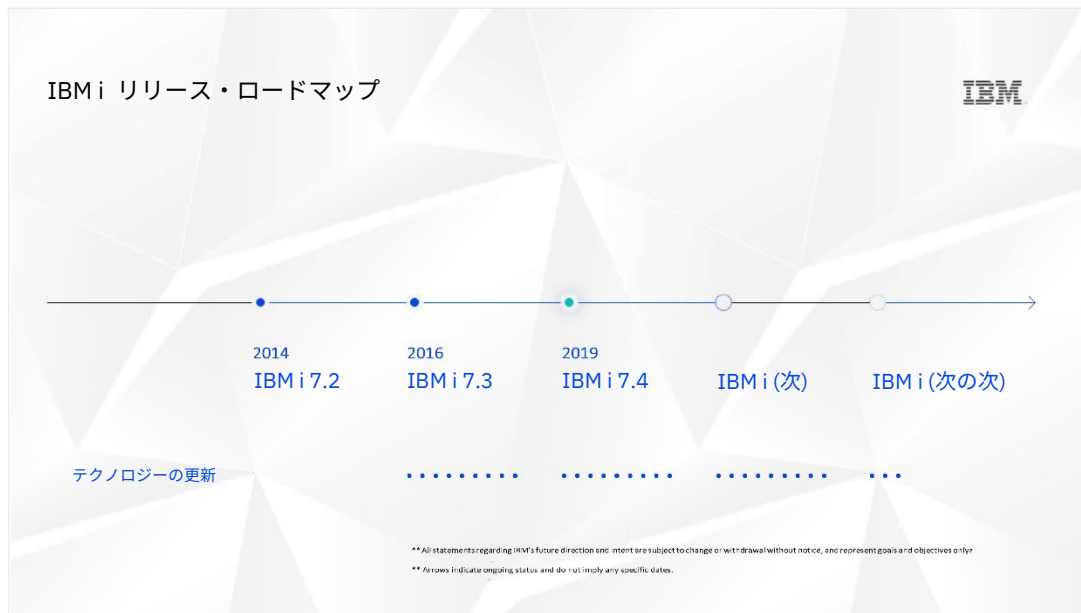 IBM i リリース・ロードマップ
IBM
2014
2016
2019
IBM i 7.2
IBM i 7.3
IBM i 7.4
IBM i (次)
IBM i (次の次)
テクノロジーの更新
** All statements regarding IBM's future direction and intent are subject to change or withdrawal without notice, and represent goals and objectives only?
** Arrows indicate ongoing status and do not imply any specific dates.